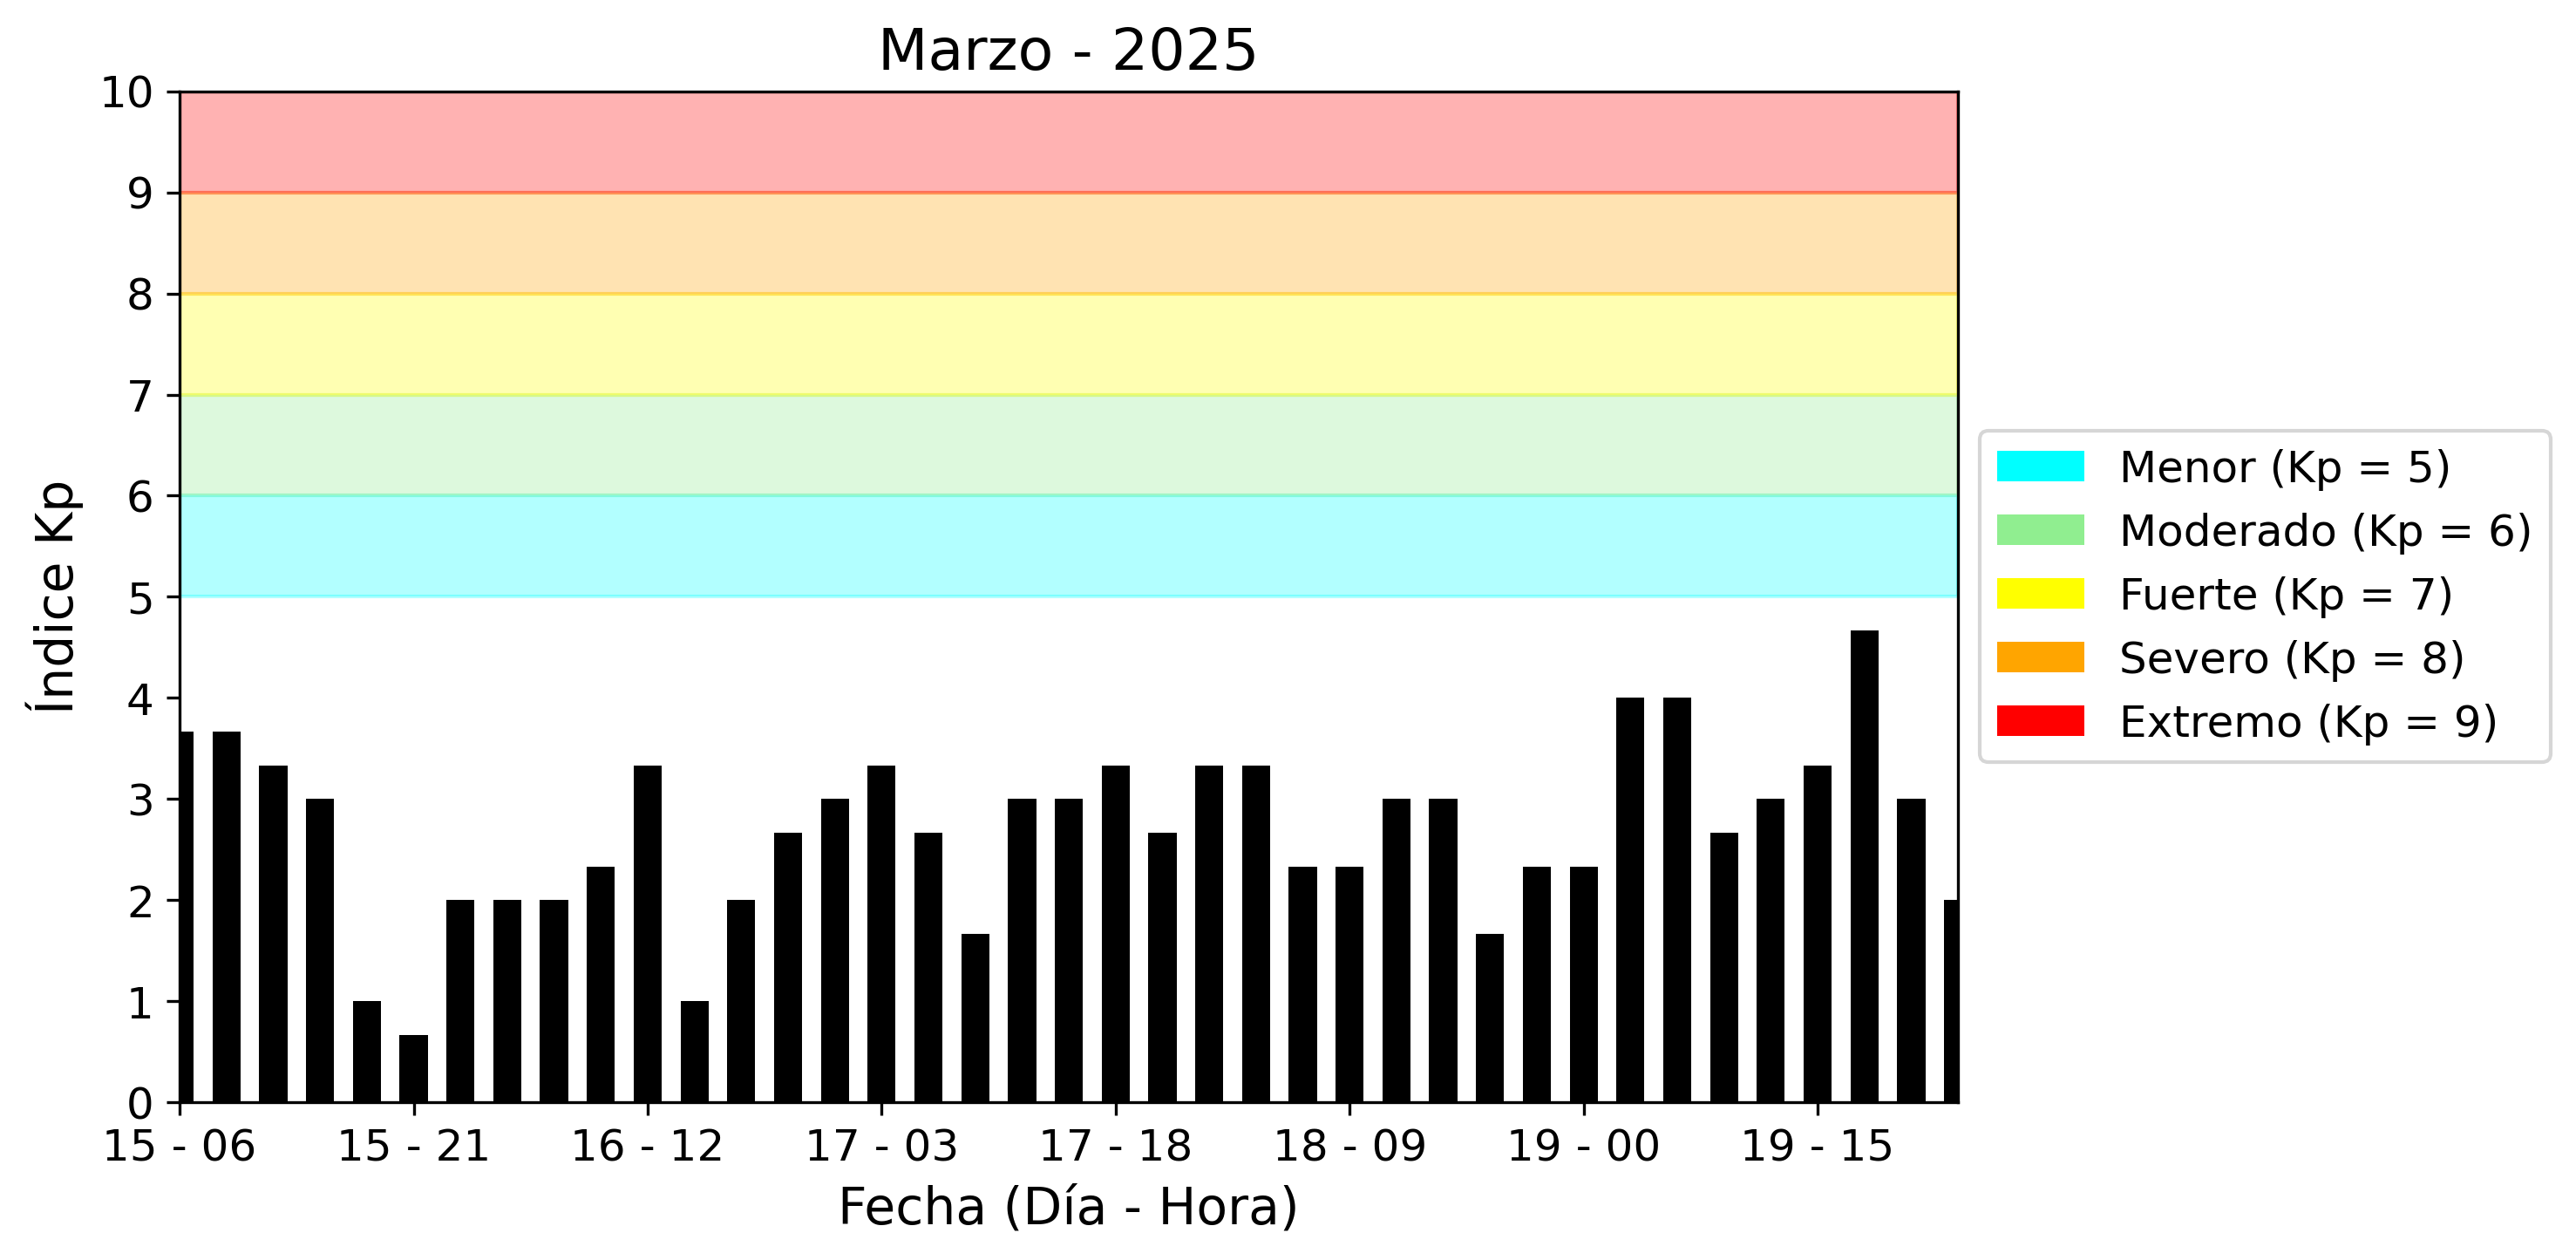 Marzo - 2025
10
9
8
7
6
5
4
3
2
1
0
Índice Kp
15 - 06
15 - 21
16 - 12
17 - 03
17 - 18
18 - 09
19 - 00
19 - 15
Fecha (Día - Hora)
Menor (Kp = 5)
Moderado (Kp = 6)
Fuerte (Kp = 7)
Severo (Kp = 8)
Extremo (Kp = 9)